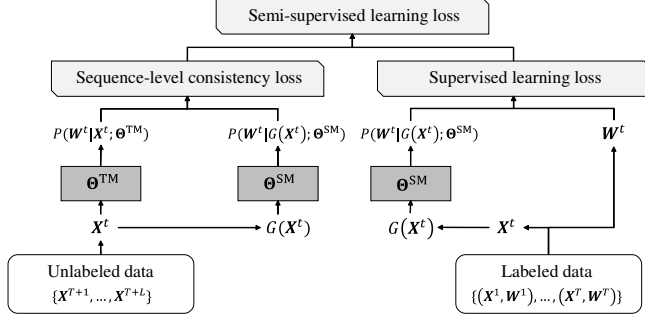 Semi-supervised learning loss
Sequence-level consistency loss
Supervised learning loss
P(W^t|X^t; Θ^TM)
P(W^t|G(X^t); Θ^SM)
P(W^t|G(X^t); Θ^SM)
W^t
Θ^TM
Θ^SM
Θ^SM
X^t
G(X^t)
G(X^t)
X^t
Unlabeled data
{X^{T+1}, …, X^{T+L}}
Labeled data
{(X^1, W^1), …, (X^T, W^T)}